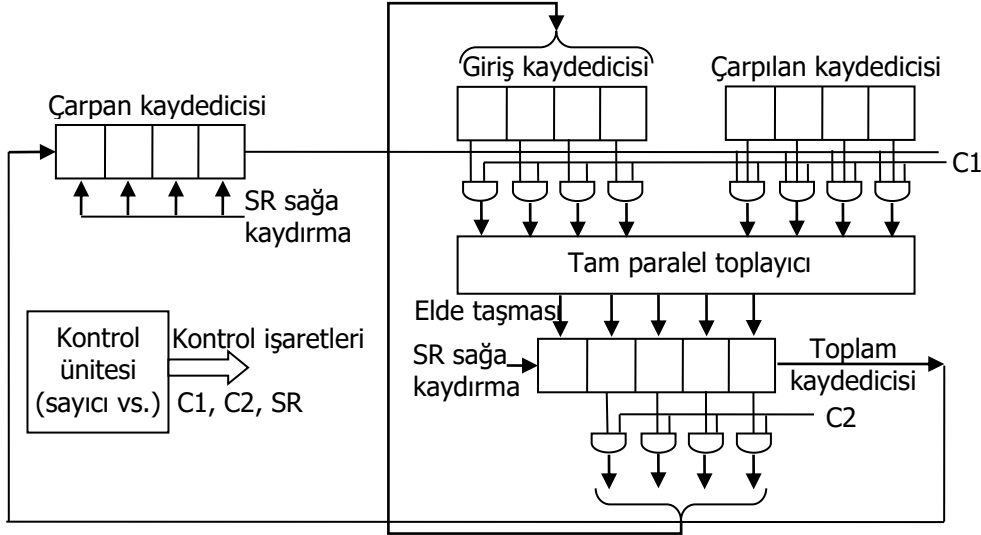 Giriş kaydedicisi
Çarpılan kaydedicisi
Çarpan kaydedicisi
C1
SR sağa
kaydırma
Tam paralel toplayıcı
Elde taşması
Kontrol
ünitesi
(sayıcı vs.)
Kontrol işaretleri
C1, C2, SR
SR sağa
kaydırma
Toplam
kaydedicisi
C2